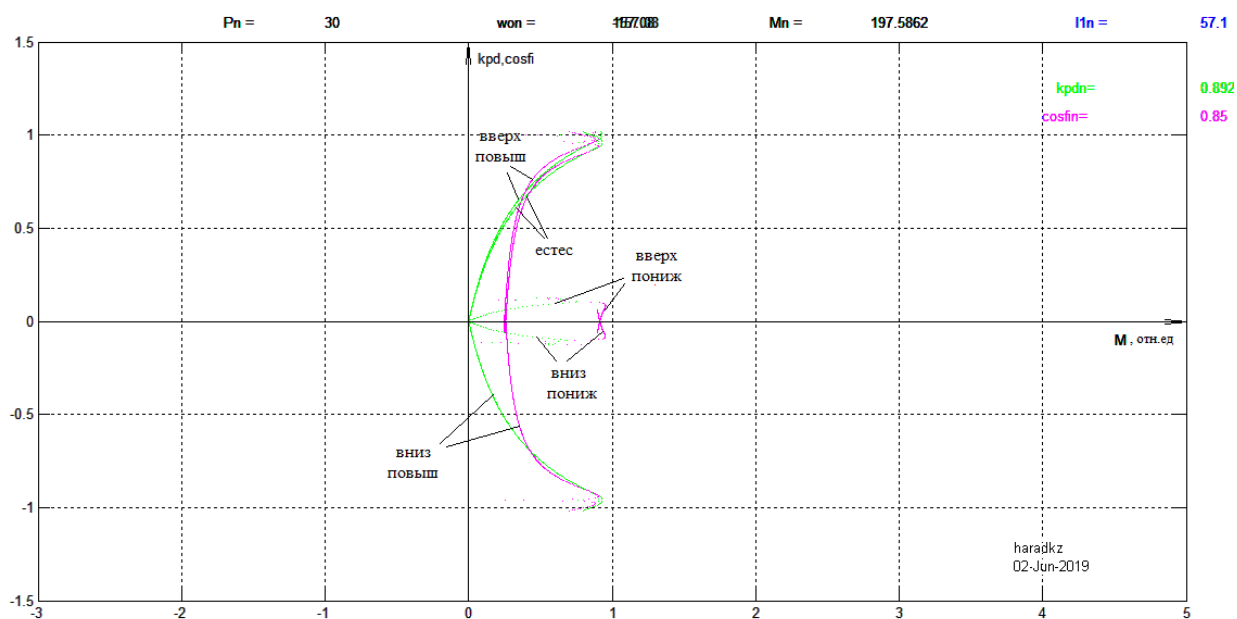 Pn = 30 won = Mn = 197.5862 I1n = 57.1
1.5
kpd,cosfi
kpdn= 0.892
cosfin= 0.85
1
вверх
повыш
0.5
естес
вверх
пониж
0
M , отн.ед
вниз
пониж
-0.5
вниз
повыш
-1
haradkz
02-Jun-2019
-1.5
-3 -2 -1 0 1 2 3 4 5